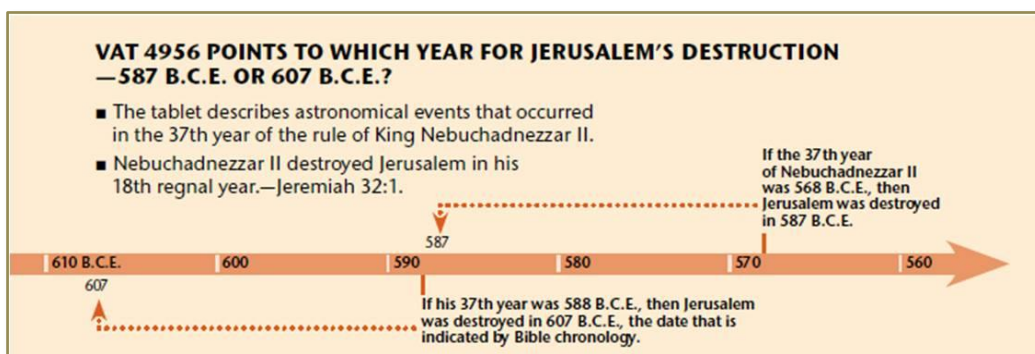 VAT 4956 POINTS TO WHICH YEAR FOR JERUSALEM'S DESTRUCTION
—587 B.C.E. OR 607 B.C.E.?
■ The tablet describes astronomical events that occurred
in the 37th year of the rule of King Nebuchadnezzar II.
■ Nebuchadnezzar II destroyed Jerusalem in his
18th regnal year.—Jeremiah 32:1.
If the 37th year
of Nebuchadnezzar II
was 568 B.C.E., then
Jerusalem was destroyed
in 587 B.C.E.
587
610 B.C.E. 600 590 580 570 560
607
If his 37th year was 588 B.C.E., then Jerusalem
was destroyed in 607 B.C.E., the date that is
indicated by Bible chronology.